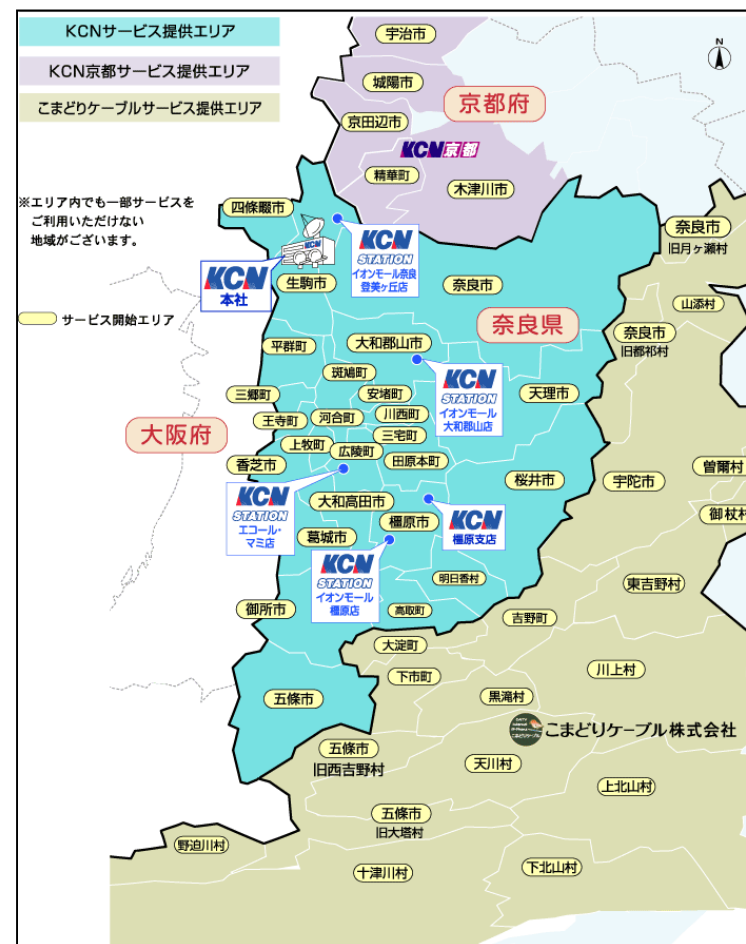 KCNサービス提供エリア
KCN京都サービス提供エリア
こまどりケーブルサービス提供エリア
N
宇治市
城陽市
京都府
京田辺市
KCN京都
精華町
木津川市
※エリア内でも一部サービスを
ご利用いただけない
地域がございます。
四條畷市
KCN
KCN
STATION
イオンモール奈良
登美ヶ丘店
KCN
本社
生駒市
奈良市
奈良市
旧月ヶ瀬村
山添村
サービス開始エリア
奈良県
奈良市
旧都祁村
平群町
大和郡山市
斑鳩町
KCN
STATION
イオンモール
大和郡山店
安堵町
天理市
三郷町
王寺町
河合町
川西町
大阪府
三宅町
上牧町
広陵町
田原本町
香芝市
桜井市
宇陀市
曽爾村
御杖村
KCN
STATION
エコール・
マミ店
大和高田市
橿原市
KCN
橿原支店
葛城市
KCN
STATION
イオンモール
橿原店
明日香村
東吉野村
御所市
高取町
吉野町
大淀町
下市町
川上村
五條市
黒滝村
こまどりケーブル株式会社
五條市
旧西吉野村
天川村
上北山村
五條市
旧大塔村
野迫川村
十津川村
下北山村